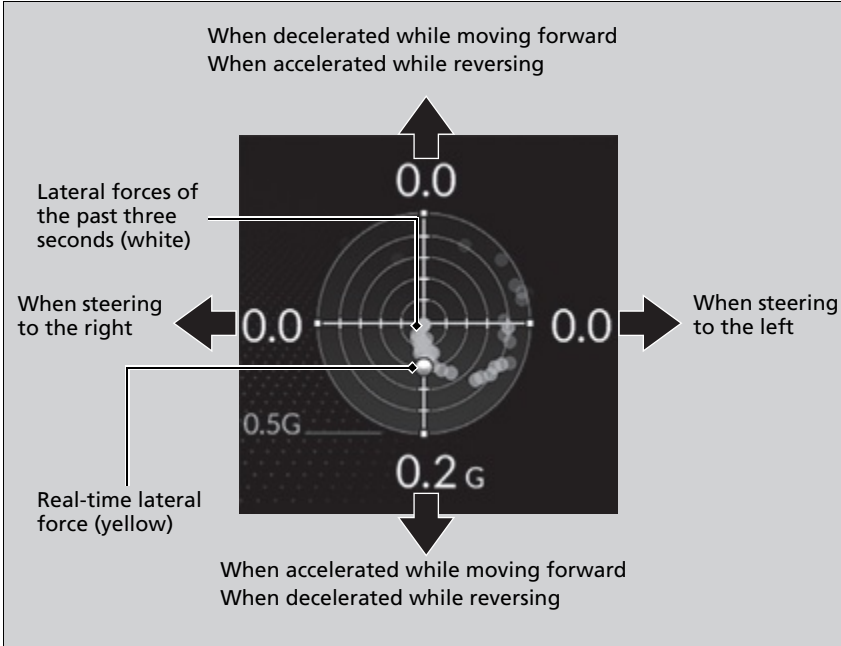 When decelerated while moving forward
When accelerated while reversing
0.0
Lateral forces of
the past three
seconds (white)
When steering
to the right
0.0
0.0
When steering
to the left
0.5G
0.2 G
Real-time lateral
force (yellow)
When accelerated while moving forward
When decelerated while reversing